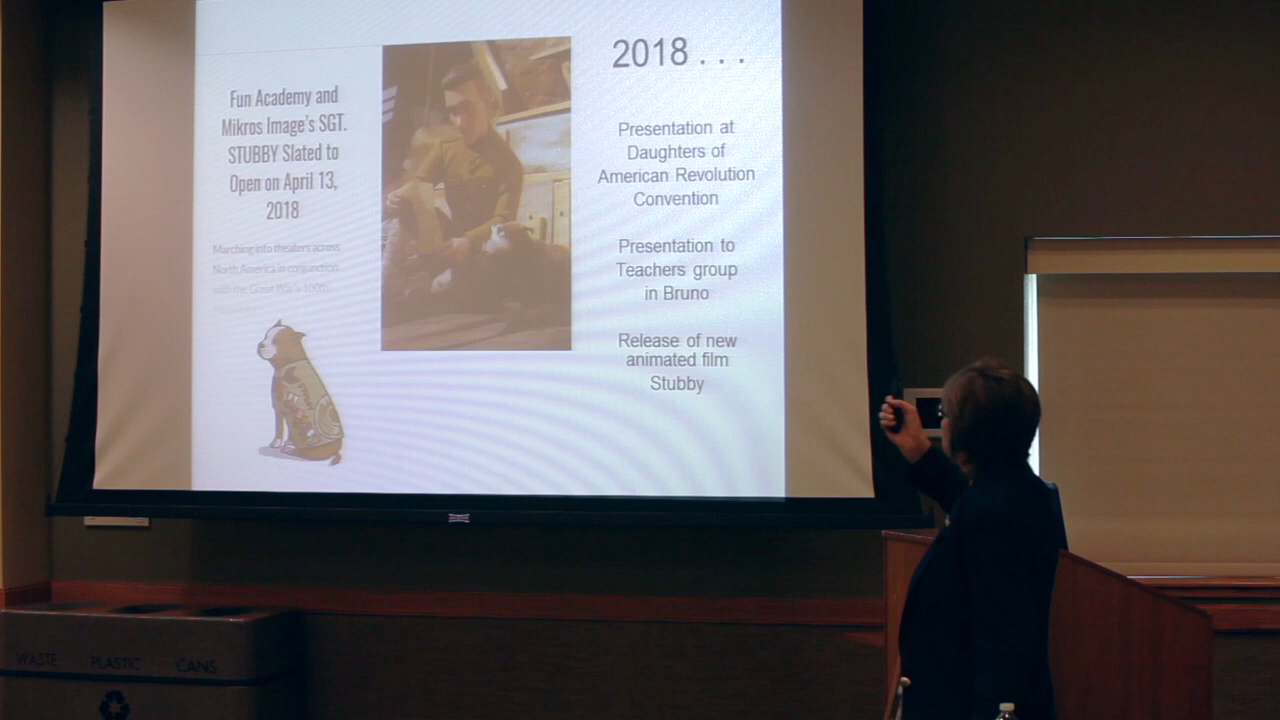 Fun Academy and
Mikros Image's SGT.
STUBBY Slated to
Open on April 13,
2018
Marching into theaters across
North America in conjunction
with the Great War's 100th
2018 . . .
Presentation at
Daughters of
American Revolution
Convention
Presentation to
Teachers group
in Bruno
Release of new
animated film
Stubby
WASTE PLASTIC CANS